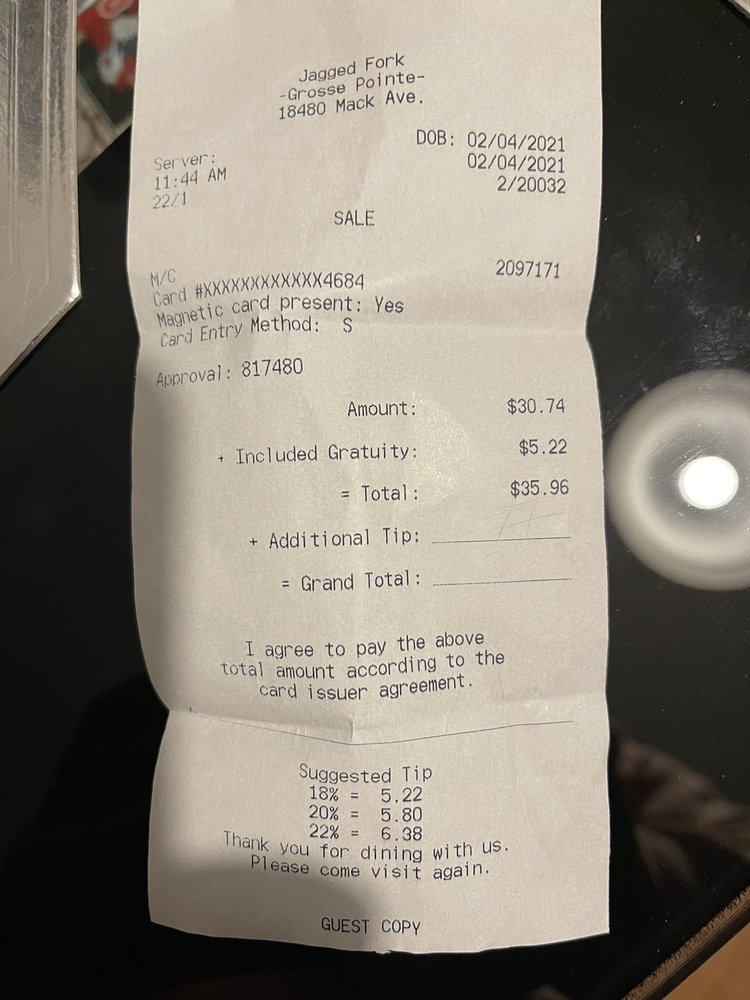 Jagged Fork
-Grosse Pointe-
18480 Mack Ave.
Server: DOB: 02/04/2021
11:44 AM 02/04/2021
22/1 2/20032
SALE
M/C 2097171
Card #XXXXXXXXXXXX4684
Magnetic card present: Yes
Card Entry Method: S
Approval: 817480
Amount: $30.74
+ Included Gratuity: $5.22
= Total: $35.96
+ Additional Tip:
= Grand Total:
I agree to pay the above
total amount according to the
card issuer agreement.
x
Suggested Tip
18% = 5.22
20% = 5.80
22% = 6.38
Thank you for dining with us.
Please come visit again.
GUEST COPY